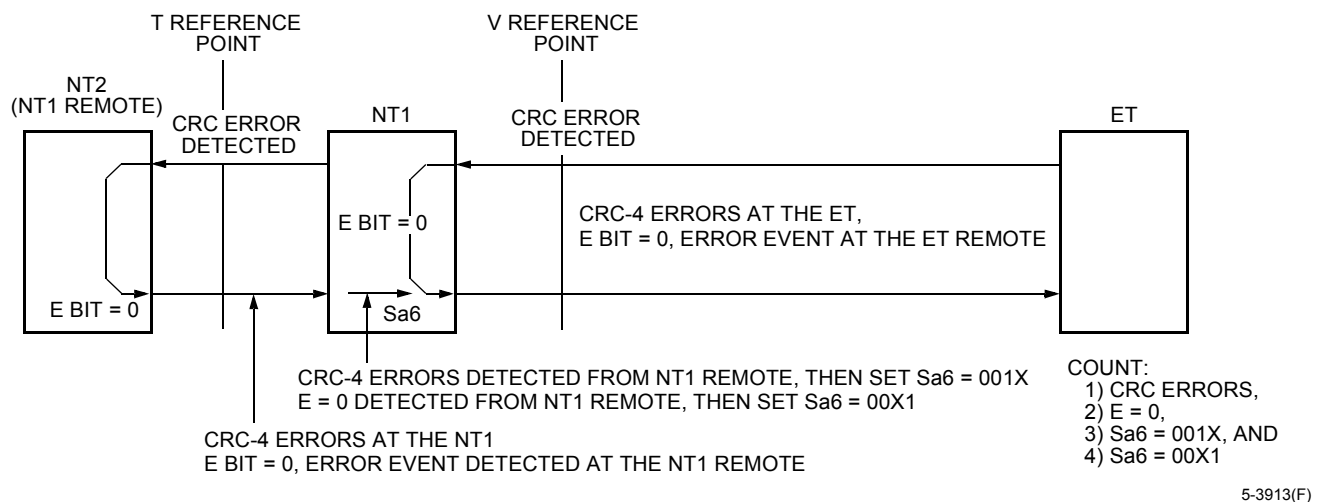 T REFERENCE
POINT
V REFERENCE
POINT
NT2
(NT1 REMOTE)
CRC ERROR
DETECTED
NT1
CRC ERROR
DETECTED
ET
E BIT = 0
CRC-4 ERRORS AT THE ET,
E BIT = 0, ERROR EVENT AT THE ET REMOTE
E BIT = 0
Sa6
CRC-4 ERRORS DETECTED FROM NT1 REMOTE, THEN SET Sa6 = 001X
E = 0 DETECTED FROM NT1 REMOTE, THEN SET Sa6 = 00X1
CRC-4 ERRORS AT THE NT1
E BIT = 0, ERROR EVENT DETECTED AT THE NT1 REMOTE
COUNT:
1) CRC ERRORS,
2) E = 0,
3) Sa6 = 001X, AND
4) Sa6 = 00X1
5-3913(F)